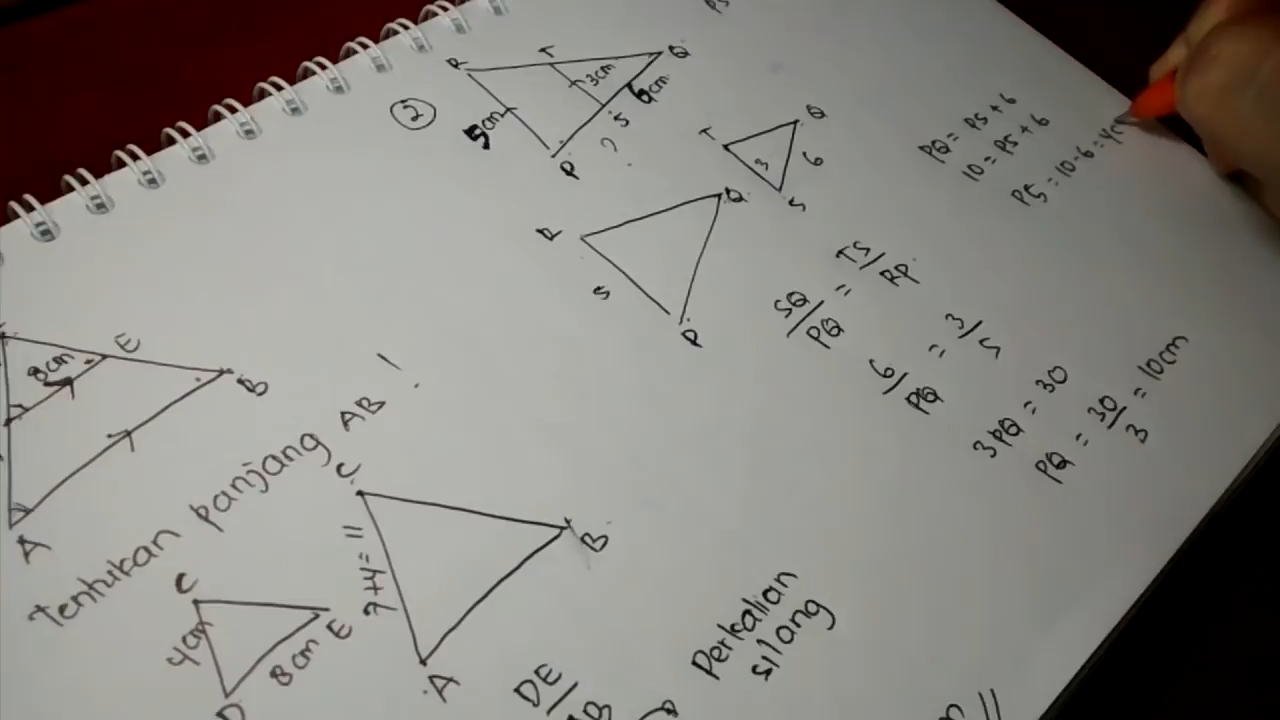 2
R
T
Q
3cm
6cm
5cm
S
?
P
T
Q
3
6
S
R
Q
5
P
SQ/PQ = TS/RP
6/PQ = 3/5
3PQ = 30
PQ = 30/3 = 10cm
PQ = PS + 6
10 = PS + 6
PS = 10 - 6 = 4c
E
8cm
B
A
Tentukan panjang AB !
C
4cm
8cm
E
D
C
7+4=11
B
A
DE
Perkalian
silang